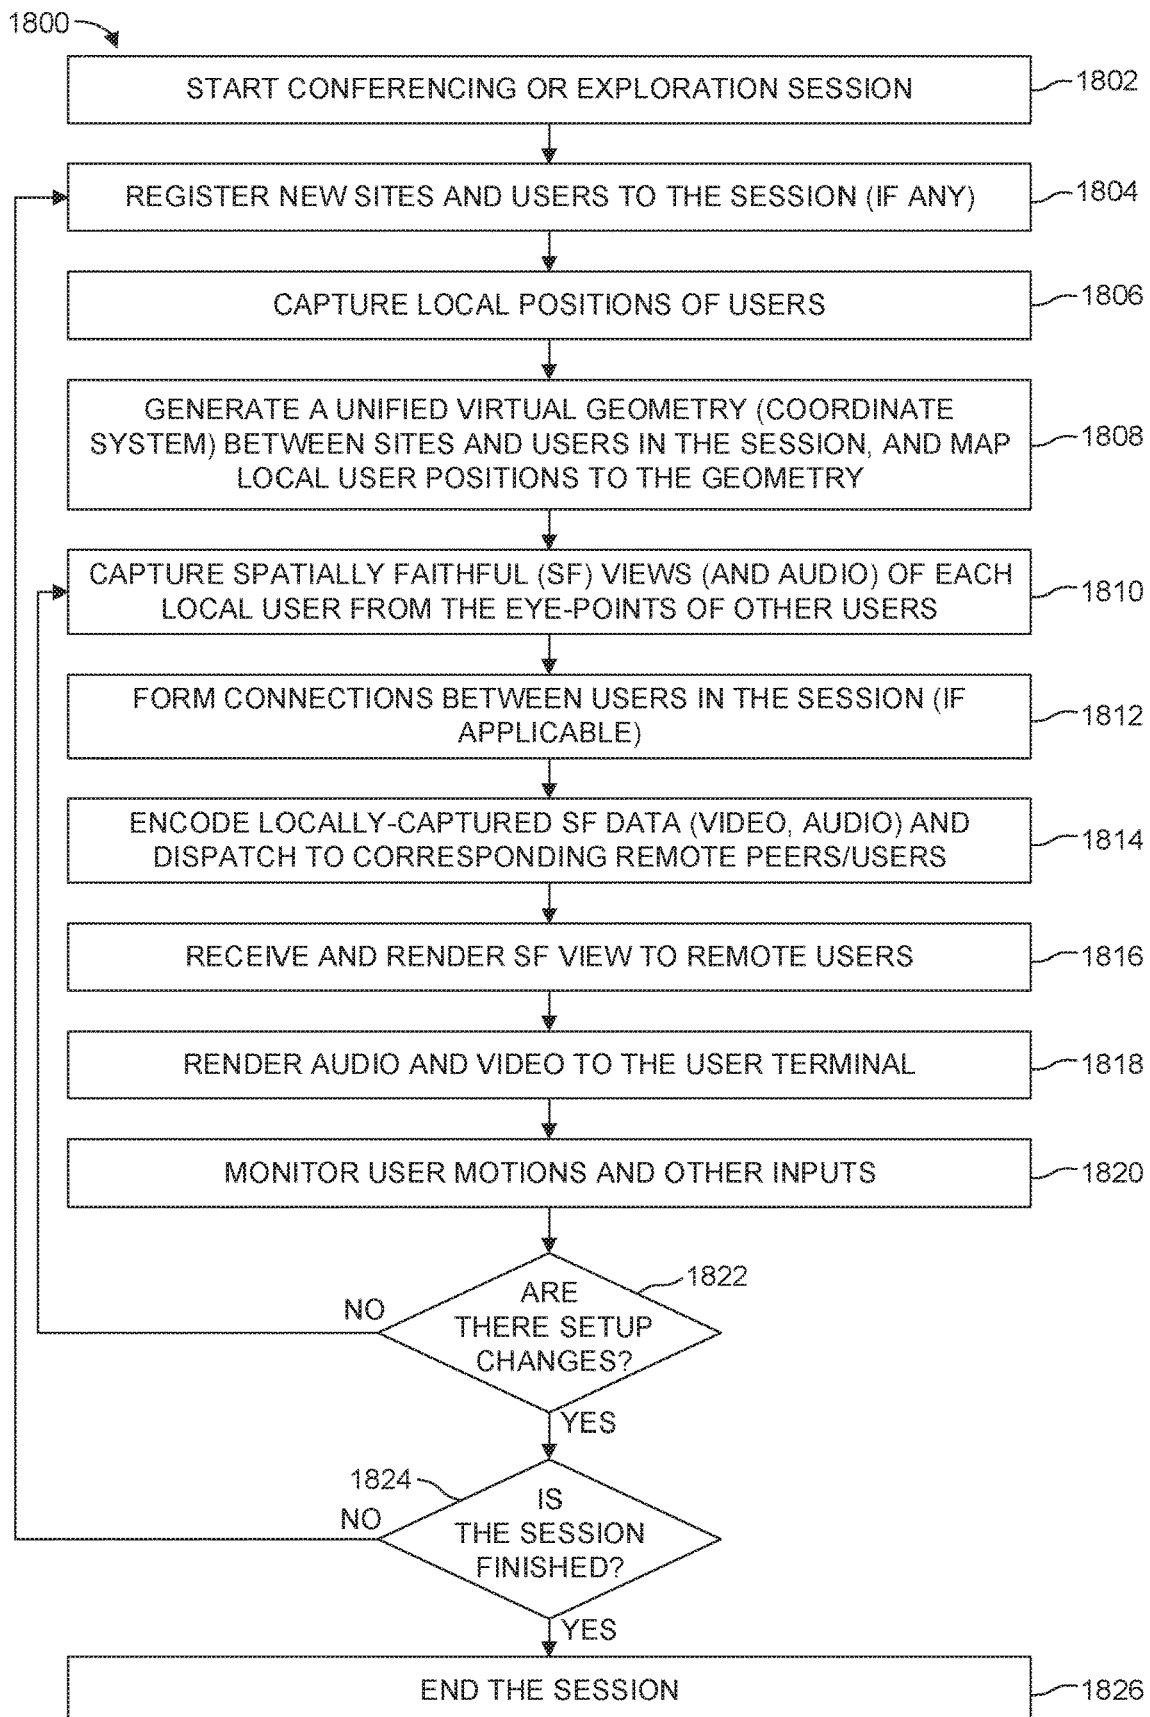 1800
START CONFERENCING OR EXPLORATION SESSION
1802
REGISTER NEW SITES AND USERS TO THE SESSION (IF ANY)
1804
CAPTURE LOCAL POSITIONS OF USERS
1806
GENERATE A UNIFIED VIRTUAL GEOMETRY (COORDINATE
SYSTEM) BETWEEN SITES AND USERS IN THE SESSION, AND MAP
LOCAL USER POSITIONS TO THE GEOMETRY
1808
CAPTURE SPATIALLY FAITHFUL (SF) VIEWS (AND AUDIO) OF EACH
LOCAL USER FROM THE EYE-POINTS OF OTHER USERS
1810
FORM CONNECTIONS BETWEEN USERS IN THE SESSION (IF
APPLICABLE)
1812
ENCODE LOCALLY-CAPTURED SF DATA (VIDEO, AUDIO) AND
DISPATCH TO CORRESPONDING REMOTE PEERS/USERS
1814
RECEIVE AND RENDER SF VIEW TO REMOTE USERS
1816
RENDER AUDIO AND VIDEO TO THE USER TERMINAL
1818
MONITOR USER MOTIONS AND OTHER INPUTS
1820
ARE
THERE SETUP
CHANGES?
1822
NO
YES
IS
THE SESSION
FINISHED?
1824
NO
YES
END THE SESSION
1826